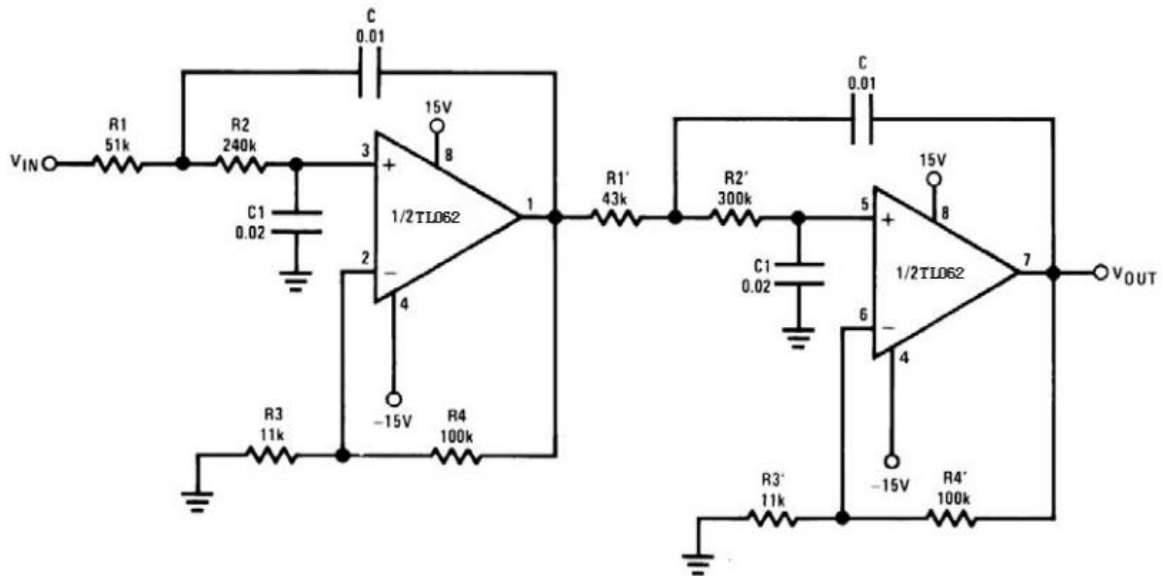 C
0.01
15V
8
R1
51k
R2
240k
VIN
3
+
1/2TL062
1
C1
0.02
2
−
4
−15V
R3
11k
R4
100k
C
0.01
15V
8
R1'
43k
R2'
300k
5
+
1/2TL062
7
VOUT
C1
0.02
6
−
4
−15V
R3'
11k
R4'
100k